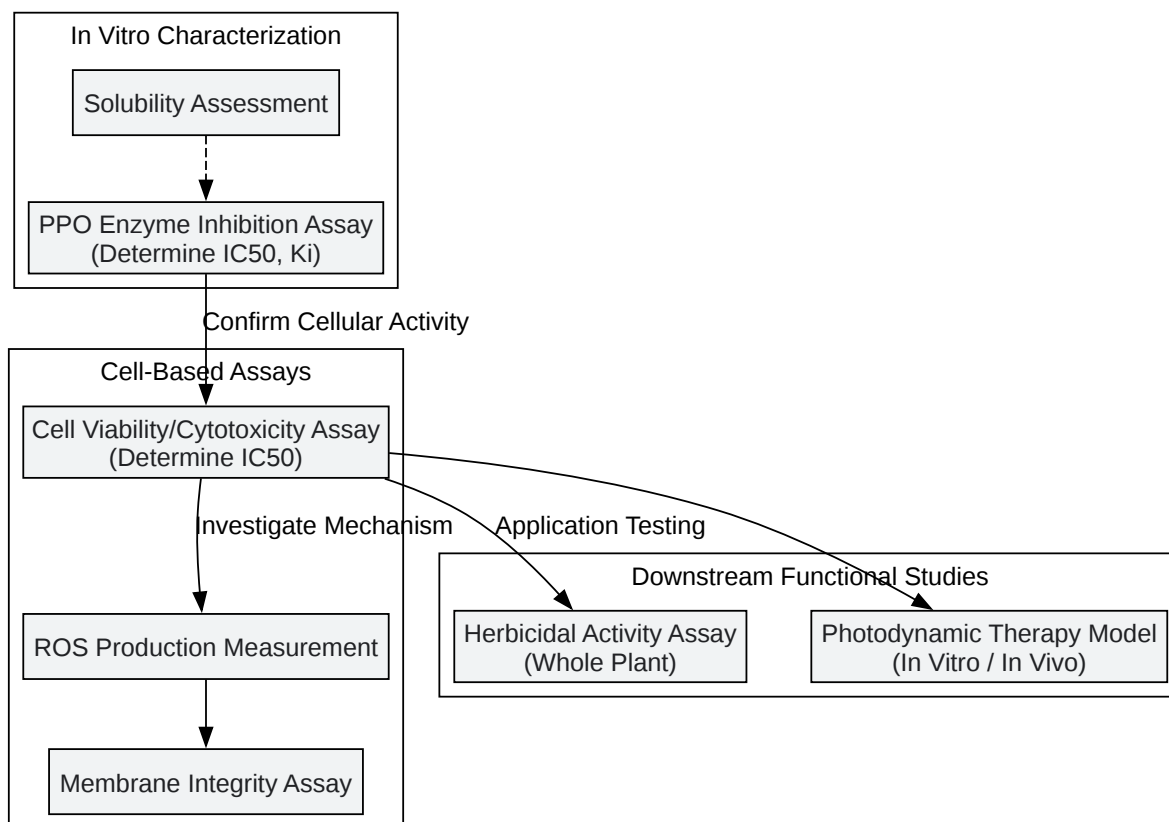 In Vitro Characterization
Solubility Assessment
PPO Enzyme Inhibition Assay
(Determine IC50, Ki)
Confirm Cellular Activity
Cell-Based Assays
Cell Viability/Cytotoxicity Assay
(Determine IC50)
Investigate Mechanism
Application Testing
Downstream Functional Studies
ROS Production Measurement
Herbicidal Activity Assay
(Whole Plant)
Photodynamic Therapy Model
(In Vitro / In Vivo)
Membrane Integrity Assay